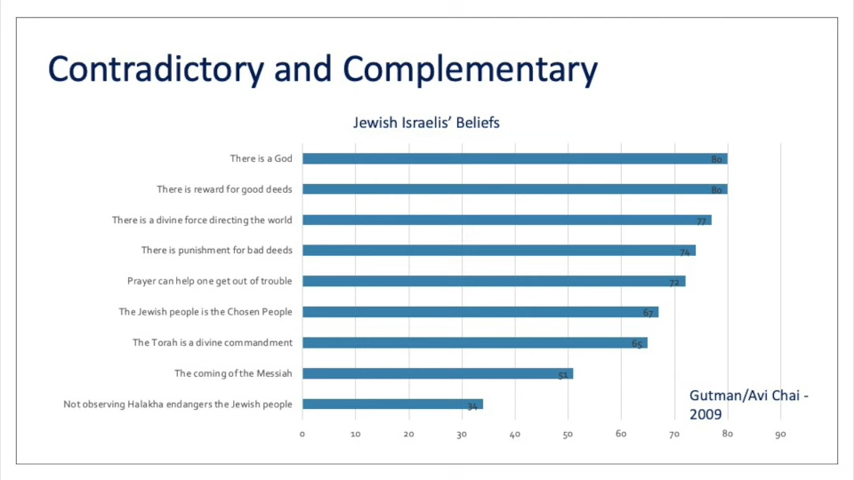 Contradictory and Complementary
Jewish Israelis' Beliefs
There is a God 80
There is reward for good deeds 80
There is a divine force directing the world 77
There is punishment for bad deeds 74
Prayer can help one get out of trouble 72
The Jewish people is the Chosen People 67
The Torah is a divine commandment 65
The coming of the Messiah 51
Not observing Halakha endangers the Jewish people 34
0 10 20 30 40 50 60 70 80 90
Gutman/Avi Chai -
2009